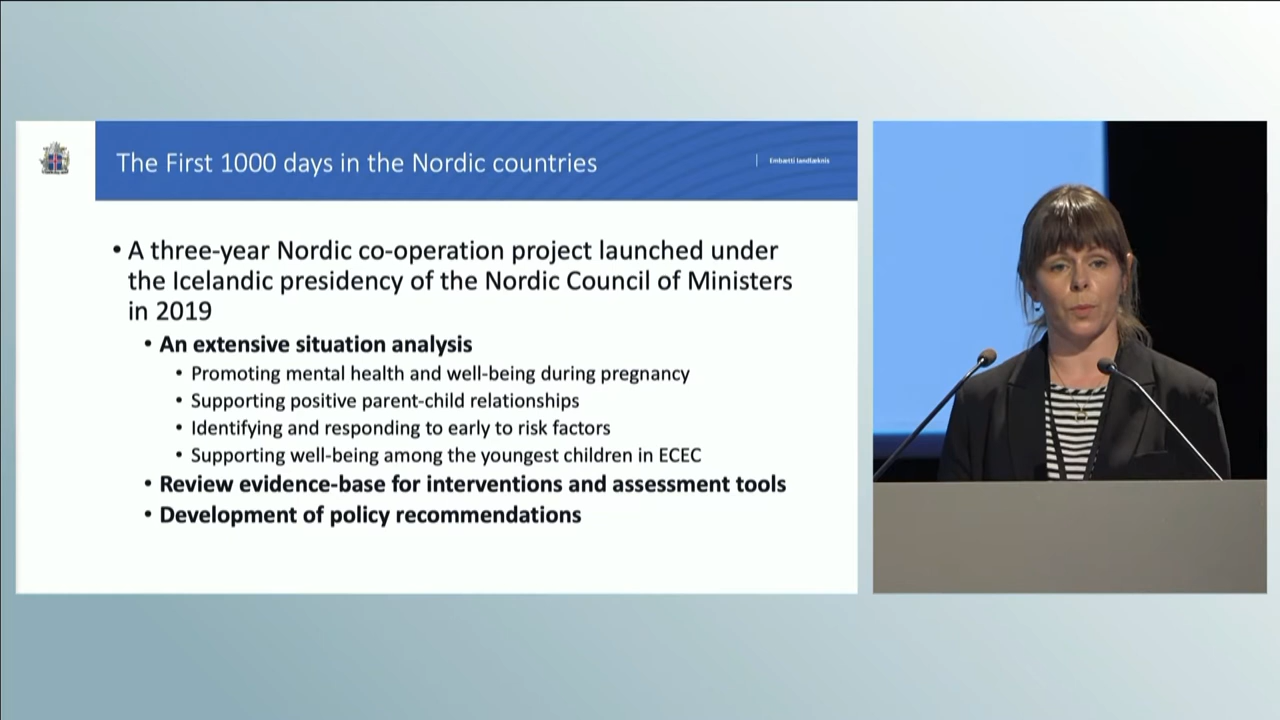 The First 1000 days in the Nordic countries
Embætti landlæknis
• A three-year Nordic co-operation project launched under
the Icelandic presidency of the Nordic Council of Ministers
in 2019
• An extensive situation analysis
• Promoting mental health and well-being during pregnancy
• Supporting positive parent-child relationships
• Identifying and responding to early to risk factors
• Supporting well-being among the youngest children in ECEC
• Review evidence-base for interventions and assessment tools
• Development of policy recommendations